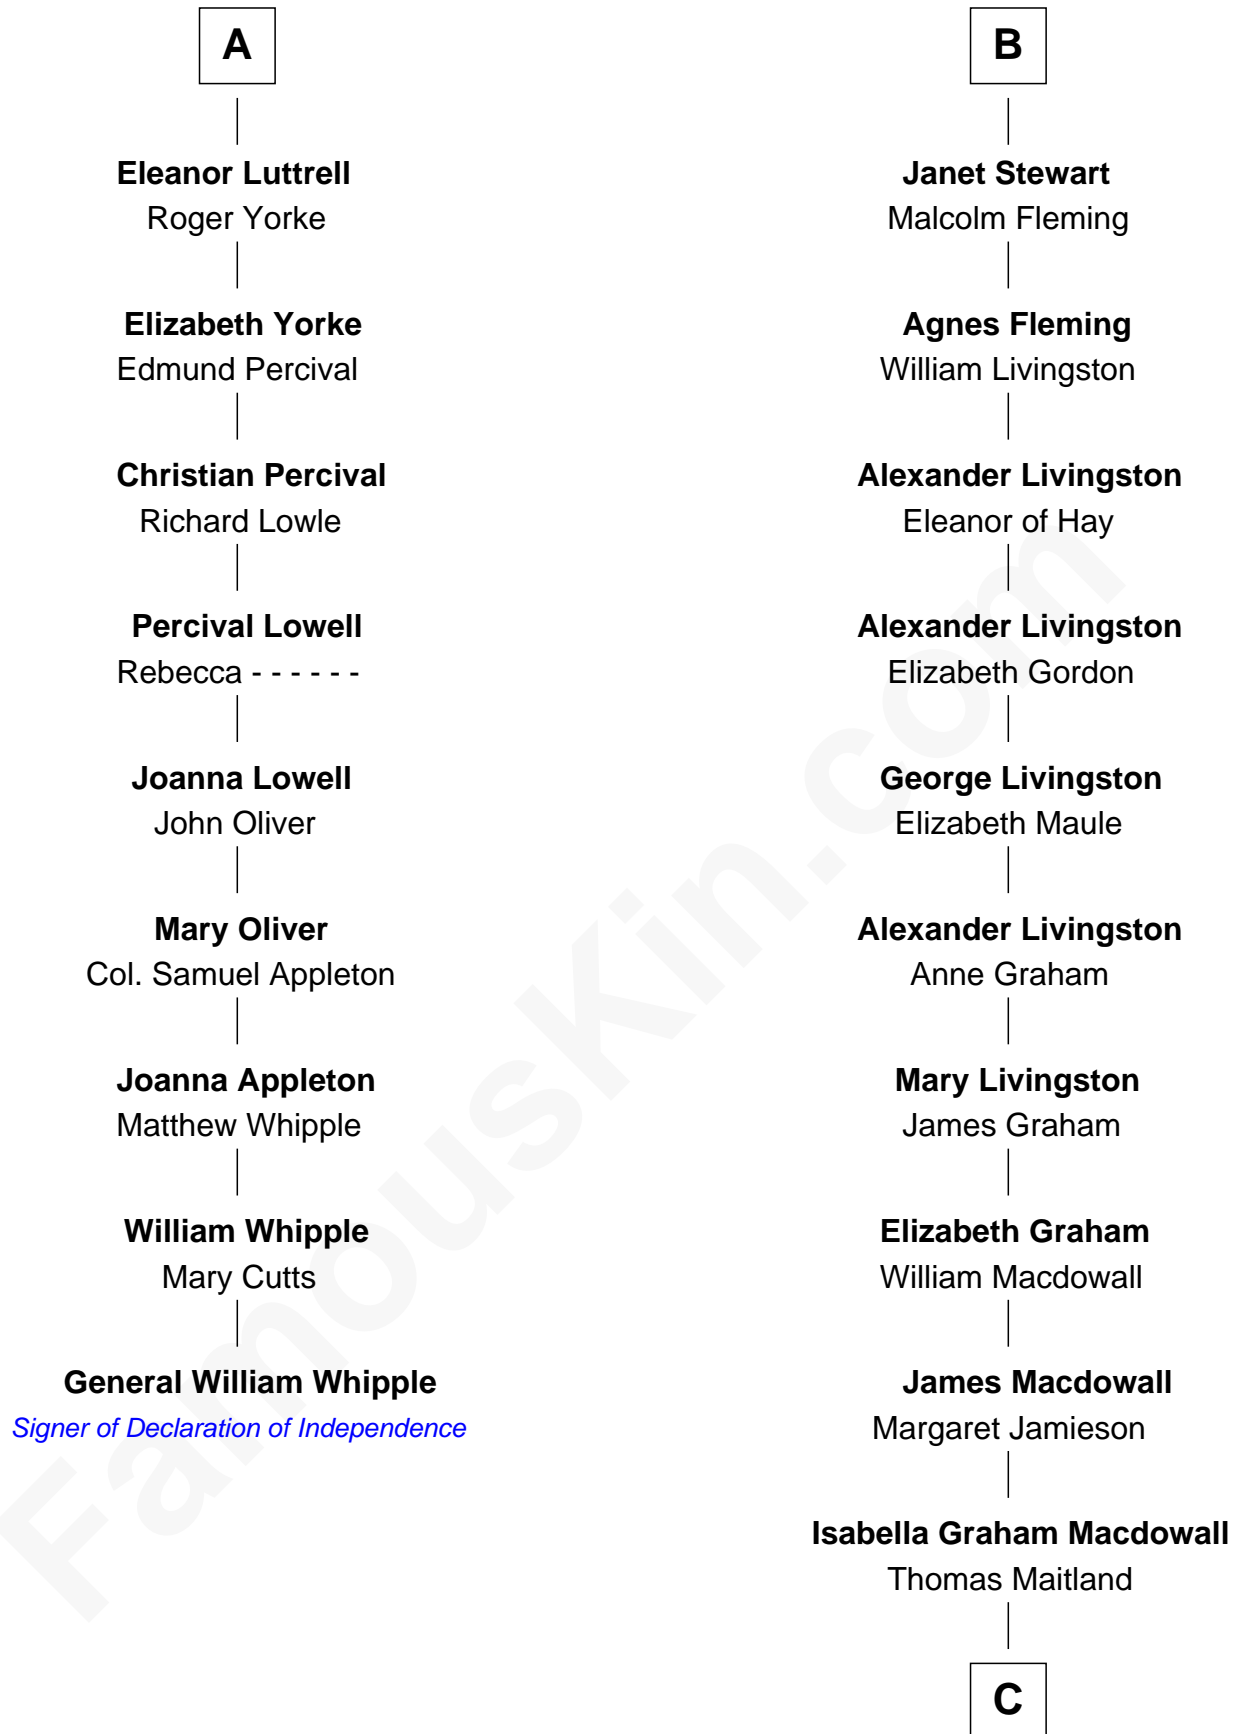 A
Eleanor Luttrell
Roger Yorke
Elizabeth Yorke
Edmund Percival
Christian Percival
Richard Lowle
Percival Lowell
Rebecca - - - - - -
Joanna Lowell
John Oliver
Mary Oliver
Col. Samuel Appleton
Joanna Appleton
Matthew Whipple
William Whipple
Mary Cutts
General William Whipple
Signer of Declaration of Independence
B
Janet Stewart
Malcolm Fleming
Agnes Fleming
William Livingston
Alexander Livingston
Eleanor of Hay
Alexander Livingston
Elizabeth Gordon
George Livingston
Elizabeth Maule
Alexander Livingston
Anne Graham
Mary Livingston
James Graham
Elizabeth Graham
William Macdowall
James Macdowall
Margaret Jamieson
Isabella Graham Macdowall
Thomas Maitland
C
FamousKin.com